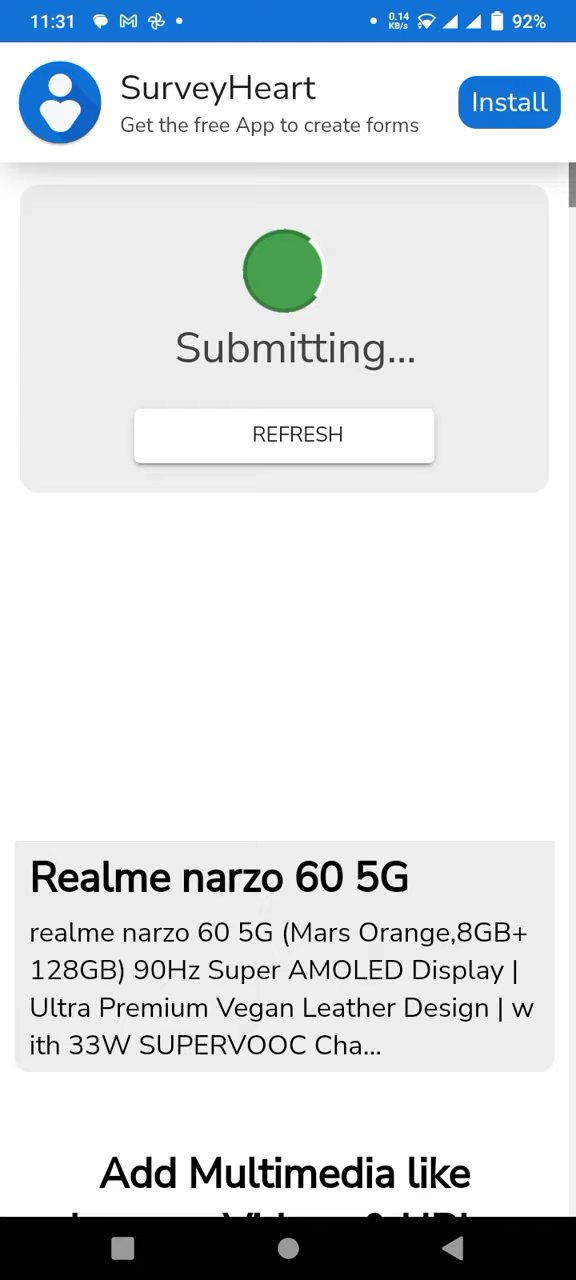 11:31
0.14
KB/s
92%
SurveyHeart
Get the free App to create forms
Install
Submitting...
REFRESH
Realme narzo 60 5G
realme narzo 60 5G (Mars Orange,8GB+
128GB) 90Hz Super AMOLED Display |
Ultra Premium Vegan Leather Design | w
ith 33W SUPERVOOC Cha...
Add Multimedia like